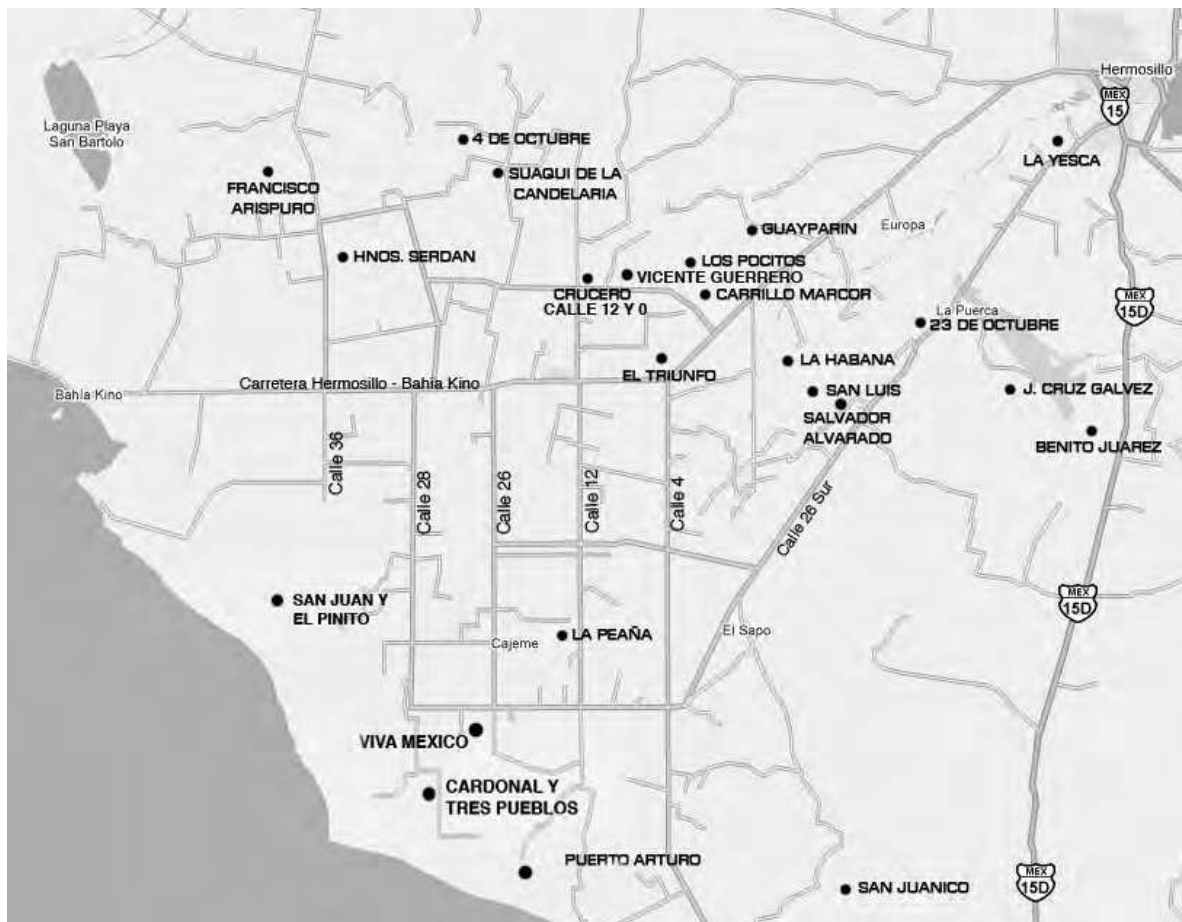 Hermosillo
MEX
15
Laguna Playa
San Bartolo
4 DE OCTUBRE
LA YESCA
FRANCISCO
ARISPURO
SUAQUI DE LA
CANDELARIA
GUAYPARIN
Europa
HNOS. SERDAN
LOS POCITOS
VICENTE GUERRERO
CRUCERO
CALLE 12 Y 0
CARRILLO MARCOR
MEX
15D
La Puerca
23 DE OCTUBRE
LA HABANA
EL TRIUNFO
Carretera Hermosillo - Bahía Kino
Bahía Kino
SAN LUIS
J. CRUZ GALVEZ
SALVADOR
ALVARADO
BENITO JUAREZ
Calle 36
Calle 28
Calle 26
Calle 12
Calle 4
Calle 26 Sur
SAN JUAN Y
EL PINITO
MEX
15D
LA PEAÑA
Cajeme
El Sapo
VIVA MEXICO
CARDONAL Y
TRES PUEBLOS
PUERTO ARTURO
SAN JUANICO
MEX
15D